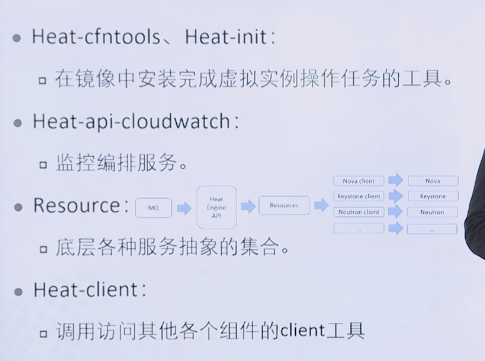 Heat-cfntools、Heat-init：
在镜像中安装完成虚拟实例操作任务的工具。
Heat-api-cloudwatch：
监控编排服务。
Resource：
MQ
Heat Engine API
Resources
Nova client
Nova
Keystone client
Keystone
Neutron client
Neutron
...
...
底层各种服务抽象的集合。
Heat-client：
调用访问其他各个组件的client工具